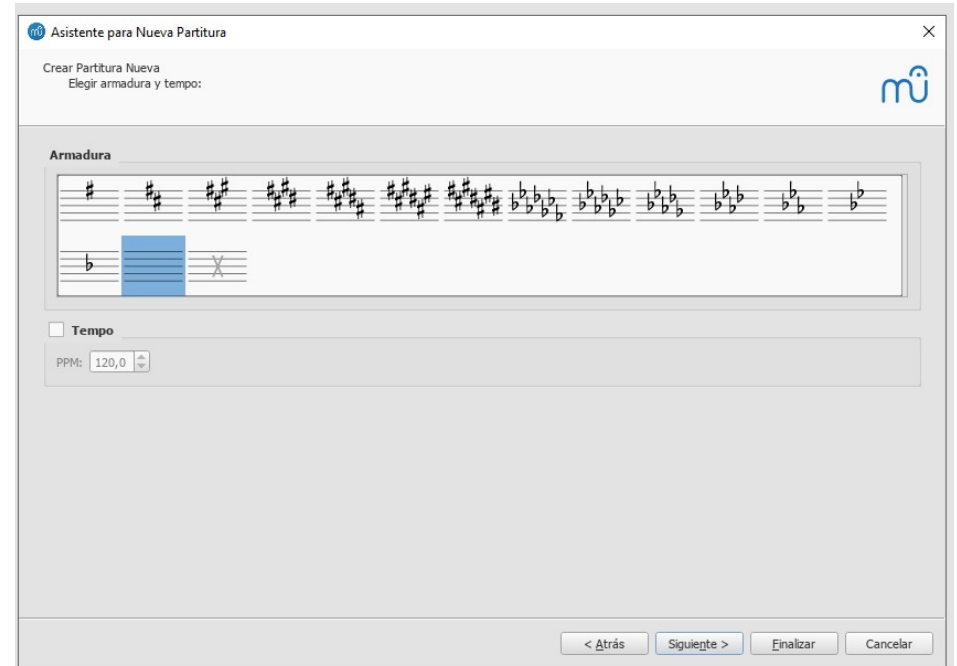 Asistente para Nueva Partitura
Crear Partitura Nueva
Elegir armadura y tempo:
Armadura
Tempo
PPM: 120,0
< Atrás Siguiente > Finalizar Cancelar